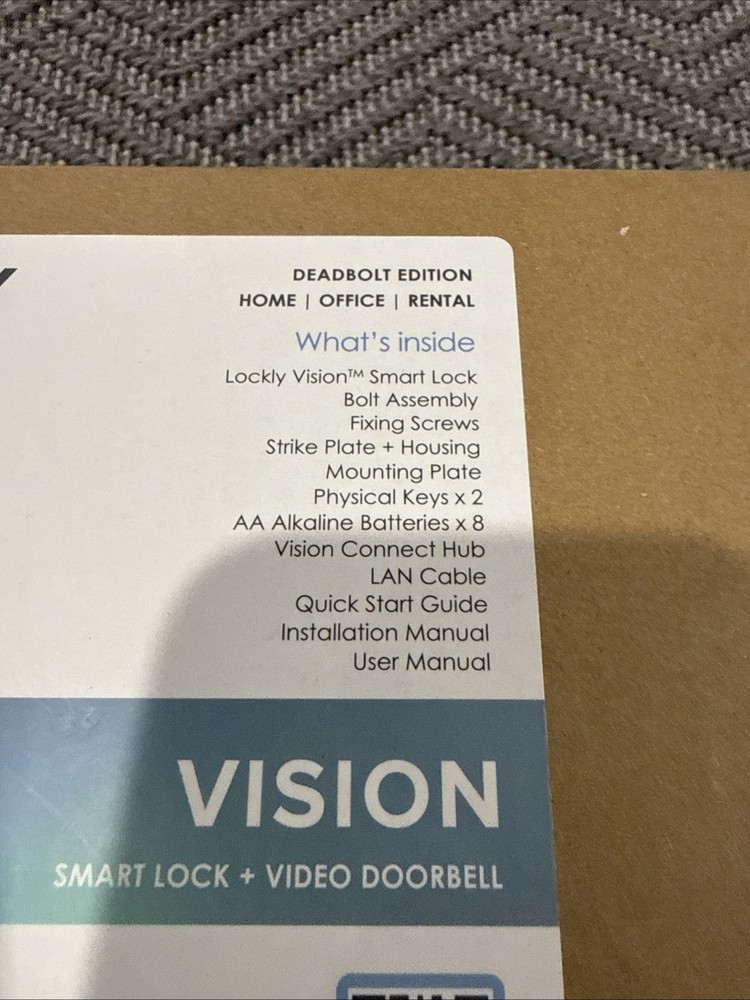 DEADBOLT EDITION
HOME | OFFICE | RENTAL
What's inside
Lockly Vision™ Smart Lock
Bolt Assembly
Fixing Screws
Strike Plate + Housing
Mounting Plate
Physical Keys x 2
AA Alkaline Batteries x 8
Vision Connect Hub
LAN Cable
Quick Start Guide
Installation Manual
User Manual
VISION
SMART LOCK + VIDEO DOORBELL